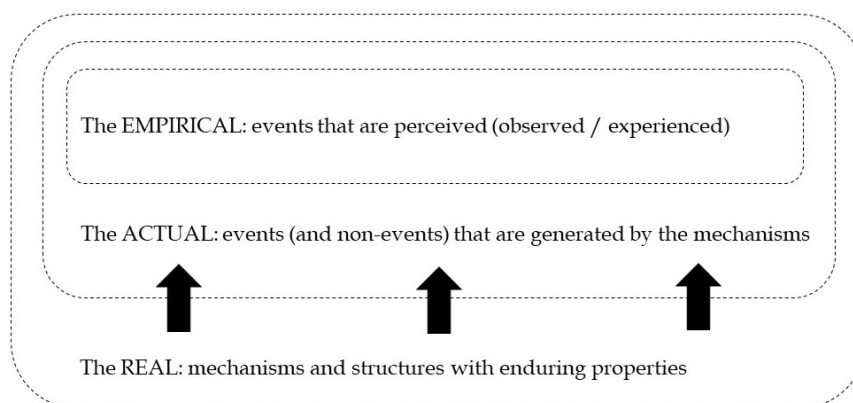 The EMPIRICAL: events that are perceived (observed / experienced)
The ACTUAL: events (and non-events) that are generated by the mechanisms
The REAL: mechanisms and structures with enduring properties